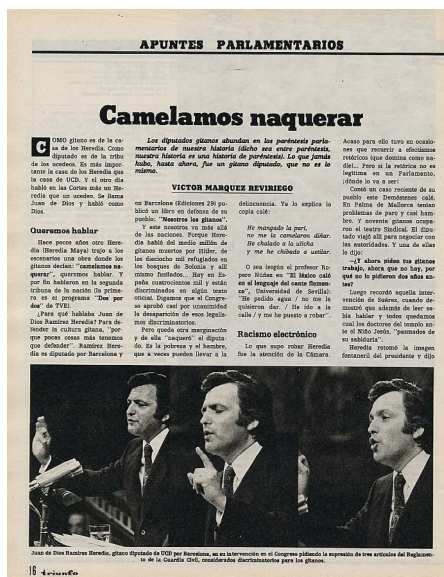 APUNTES PARLAMENTARIOS
Camelamos naquerar
COMO gitano es de la ca-
sa de los Heredia. Como
diputado es de la tribu
de los ucedeos. Es más impor-
tante la casa de los Heredia que
la casa de UCD. Y el otro día
habló en las Cortes más un He-
redia que un ucedeo. Se llama
Juan de Dios y habló como
Dios.
Queremos hablar
Hace pocos años otro Here-
dia (Heredia Maya) trajo a los
escenarios una obra donde los
gitanos decían: "camelamos na-
querar", queremos hablar. Y
por fin hablaron en la segunda
tribuna de la nación (la prime-
ra es el programa "Dos por
dos" de TVE).
¿Para qué hablaba Juan de
Dios Ramírez Heredia? Para de-
fender la cultura gitana, "por-
que pocas cosas más tenemos
que defender". Ramírez Here-
dia es diputado por Barcelona y
Los diputados gitanos abundan en los paréntesis parla-
mentarios de nuestra historia (dicho sea entre paréntesis,
nuestra historia es una historia de paréntesis). Lo que jamás
hubo, hasta ahora, fue un gitano diputado, que no es lo
mismo.
VICTOR MARQUEZ REVIRIEGO
en Barcelona (Ediciones 29) pu-
blicó un libro en defensa de su
pueblo: "Nosotros los gitanos".
Y este nosotros va más allá
de las naciones. Porque Here-
dia habló del medio millón de
gitanos muertos por Hitler, de
los dieciocho mil refugiados en
los bosques de Bolonia y allí
mismo fusilados... Hay en Es-
paña cuatrocientos mil y están
discriminados en algún texto
oficial. Digamos que el Congre-
so aprobó casi por unanimidad
la desaparición de esos legalis-
mos discriminatorios.
Pero queda otra marginación
y de ella "naqueró" el diputa-
do. Es la pobreza y el hambre,
que a veces pueden llevar a la
delincuencia. Ya lo explica la
copla calé:
He mangado la pañí,
no me la camelaron diñar.
He chalado a la ulicha
y me he chibado a ostilar.
O sea (según el profesor Ro-
pero Núñez en "El léxico caló
en el lenguaje del cante flamen-
co", Universidad de Sevilla):
"He pedido agua / no me la
quisieron dar. / He ido a la
calle / y me he puesto a robar".
Racismo electrónico
Lo que supo robar Heredia
fue la atención de la Cámara.
Acaso para ello tuvo en ocasio-
nes que recurrir a efectismos
retóricos (que domina como na-
die)... Pero si la retórica no es
legítima en un Parlamento,
¡dónde lo va a ser!
Contó un caso reciente de su
pueblo este Demóstenes caló.
En Palma de Mallorca tenían
problemas de paro y casi ham-
bre. Y noventa gitanos ocupa-
ron el teatro Sindical. El dipu-
tado viajó allí para negociar con
las autoridades. Y una de ellas
le dijo:
—¿Y ahora piden tus gitanos
trabajo, ahora que no hay, por
qué no lo pidieron dos años an-
tes?
Luego recordó aquella inter-
vención de Suárez, cuando de-
mostró que además de leer sa-
bía hablar y todos quedamos
cual los doctores del templo an-
te el Niño Jesús, "pasmados de
su sabiduría".
Heredia retomó la imagen
fontaneril del presidente y dijo
Juan de Dios Ramírez Heredia, gitano diputado de UCD por Barcelona, en su intervención en el Congreso pidiendo la supresión de tres artículos del Reglamen-
to de la Guardia Civil, considerados discriminatorios para los gitanos.
16 triunfo